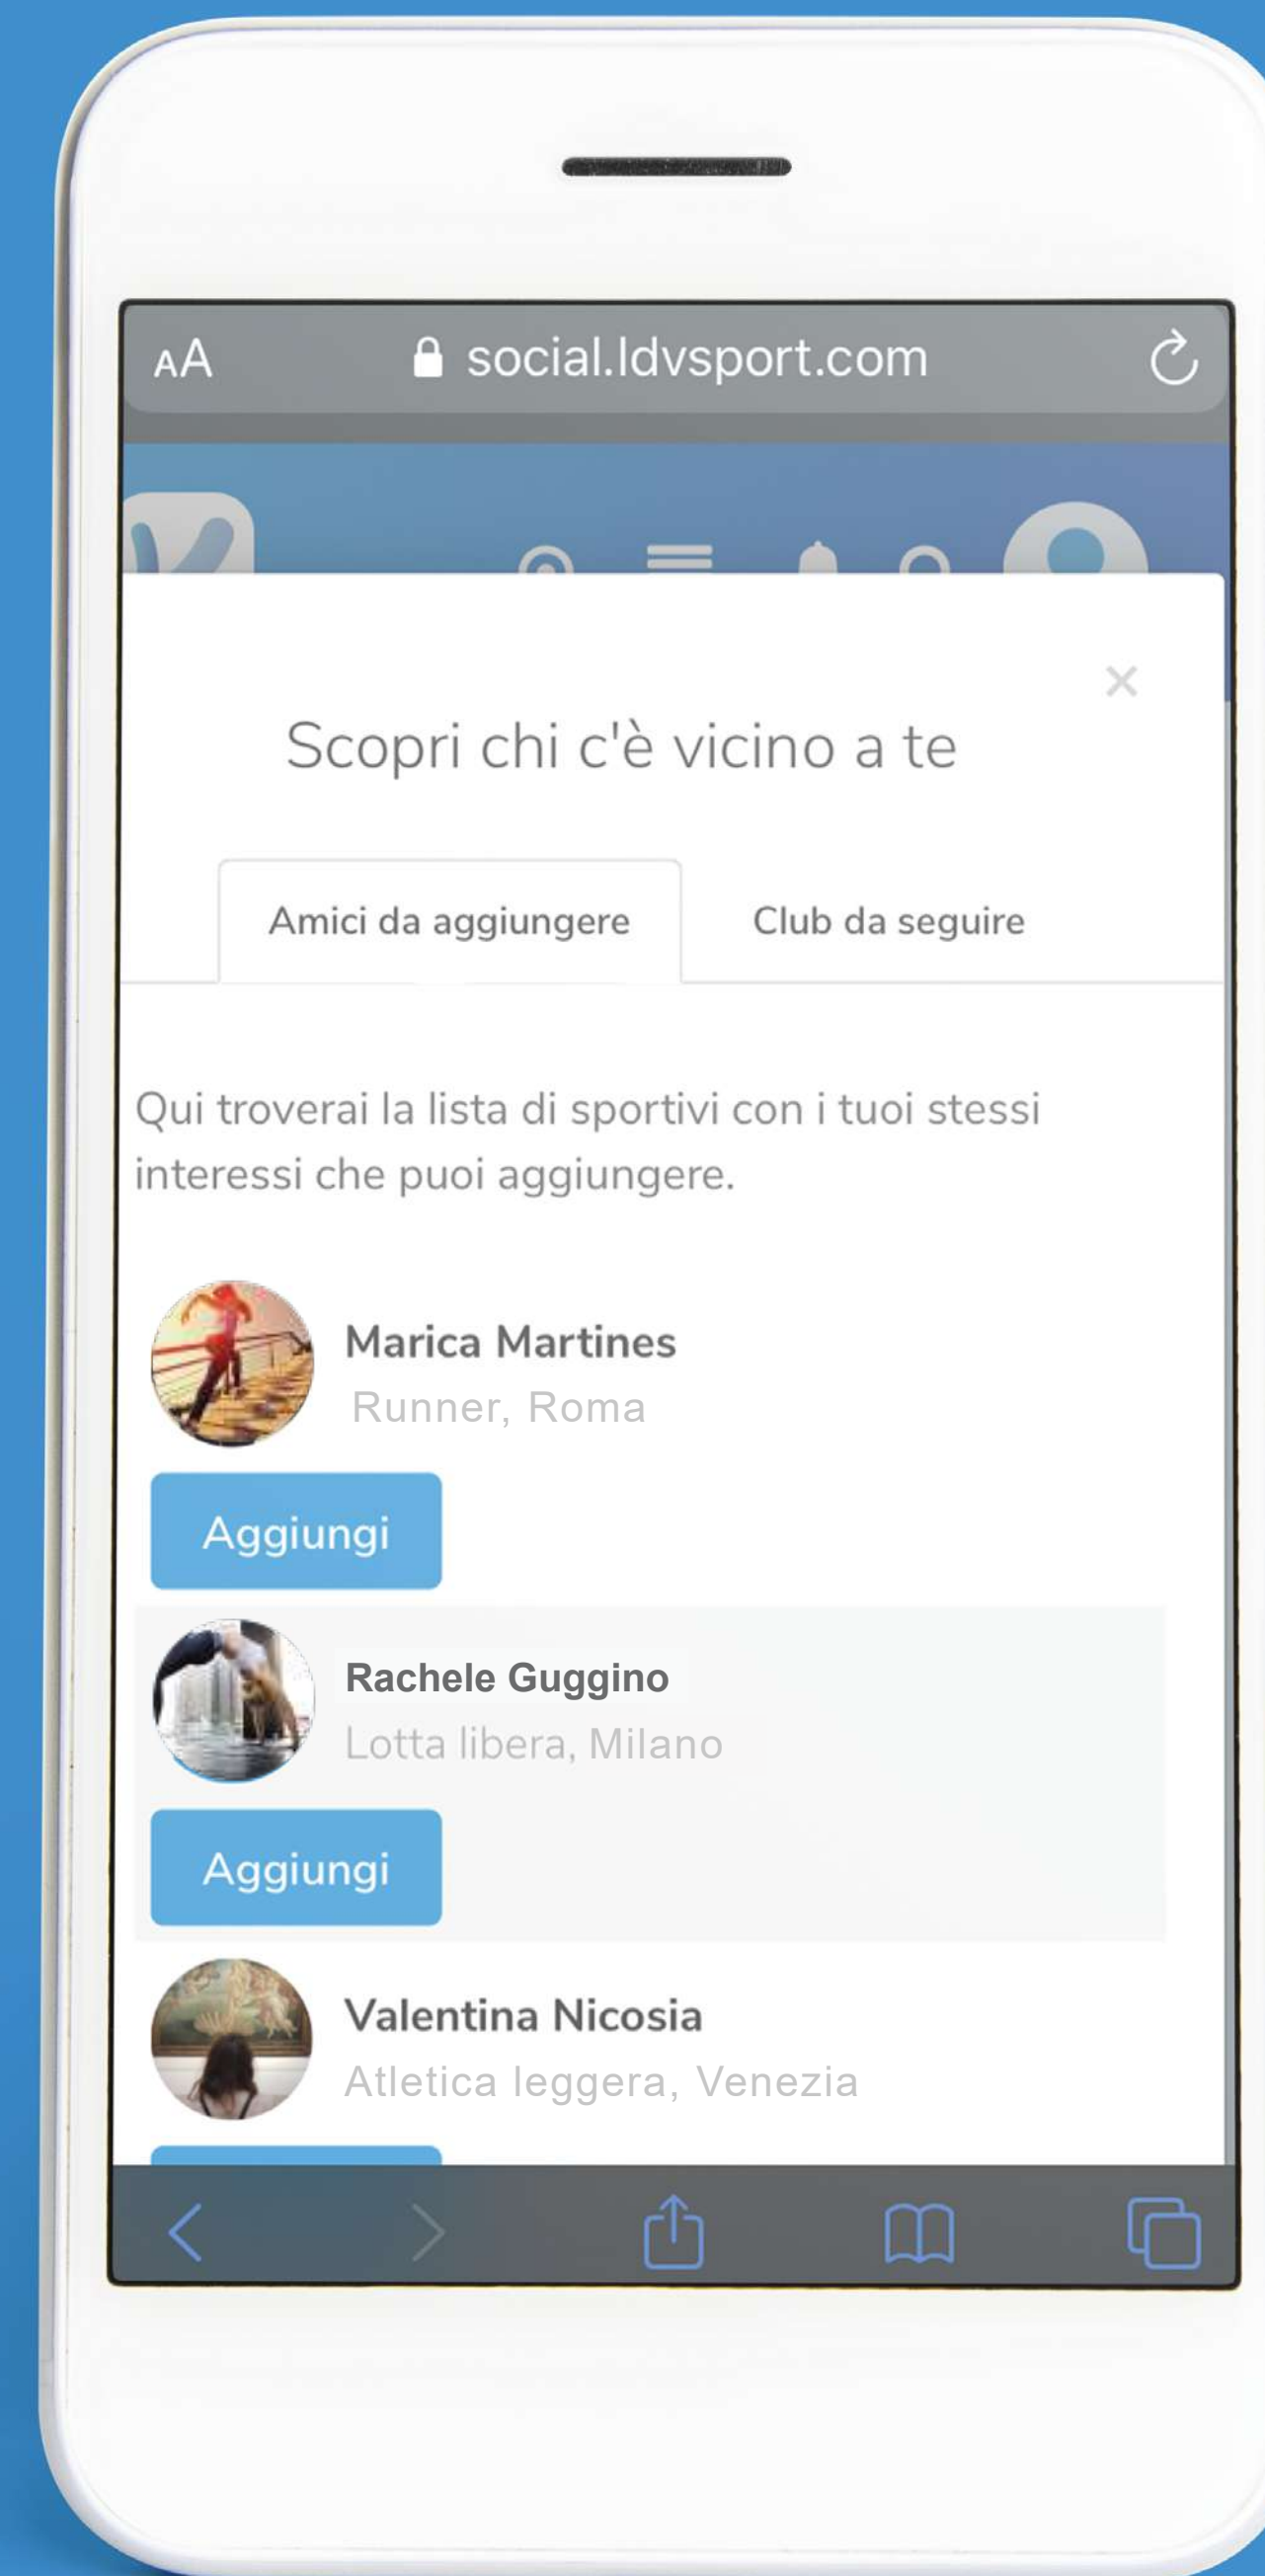 AA social.ldvsport.com
Scopri chi c'è vicino a te
Amici da aggiungere Club da seguire
Qui troverai la lista di sportivi con i tuoi stessi
interessi che puoi aggiungere.
Marica Martines
Runner, Roma
Aggiungi
Rachele Guggino
Lotta libera, Milano
Aggiungi
Valentina Nicosia
Atletica leggera, Venezia